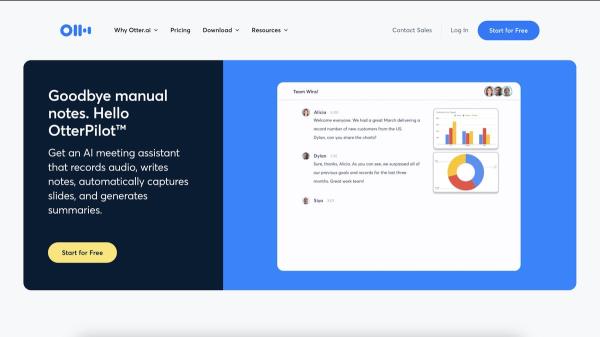 Why Otter.ai
Pricing
Download
Resources
Contact Sales
Log In
Start for Free
Goodbye manual
notes. Hello
OtterPilot™
Get an AI meeting assistant
that records audio, writes
notes, automatically captures
slides, and generates
summaries.
Start for Free
Team Wins!
Alicia
Welcome everyone. We had a great March delivering a
record number of new customers from the US.
Dylan, can you share the charts?
Dylan
Sure, thanks, Alicia. As you can see, we surpassed all of
our previous goals and records for the last three
months. Great work team!